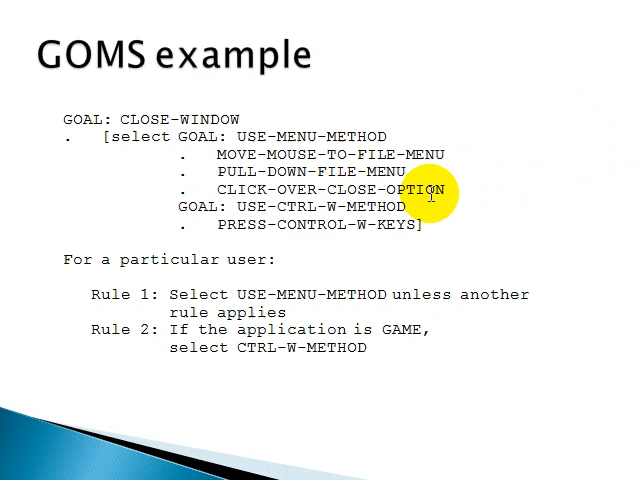 GOMS example
GOAL: CLOSE-WINDOW
. [select GOAL: USE-MENU-METHOD
. MOVE-MOUSE-TO-FILE-MENU
. PULL-DOWN-FILE-MENU
. CLICK-OVER-CLOSE-OPTION
GOAL: USE-CTRL-W-METHOD
. PRESS-CONTROL-W-KEYS]
For a particular user:
Rule 1: Select USE-MENU-METHOD unless another
rule applies
Rule 2: If the application is GAME,
select CTRL-W-METHOD